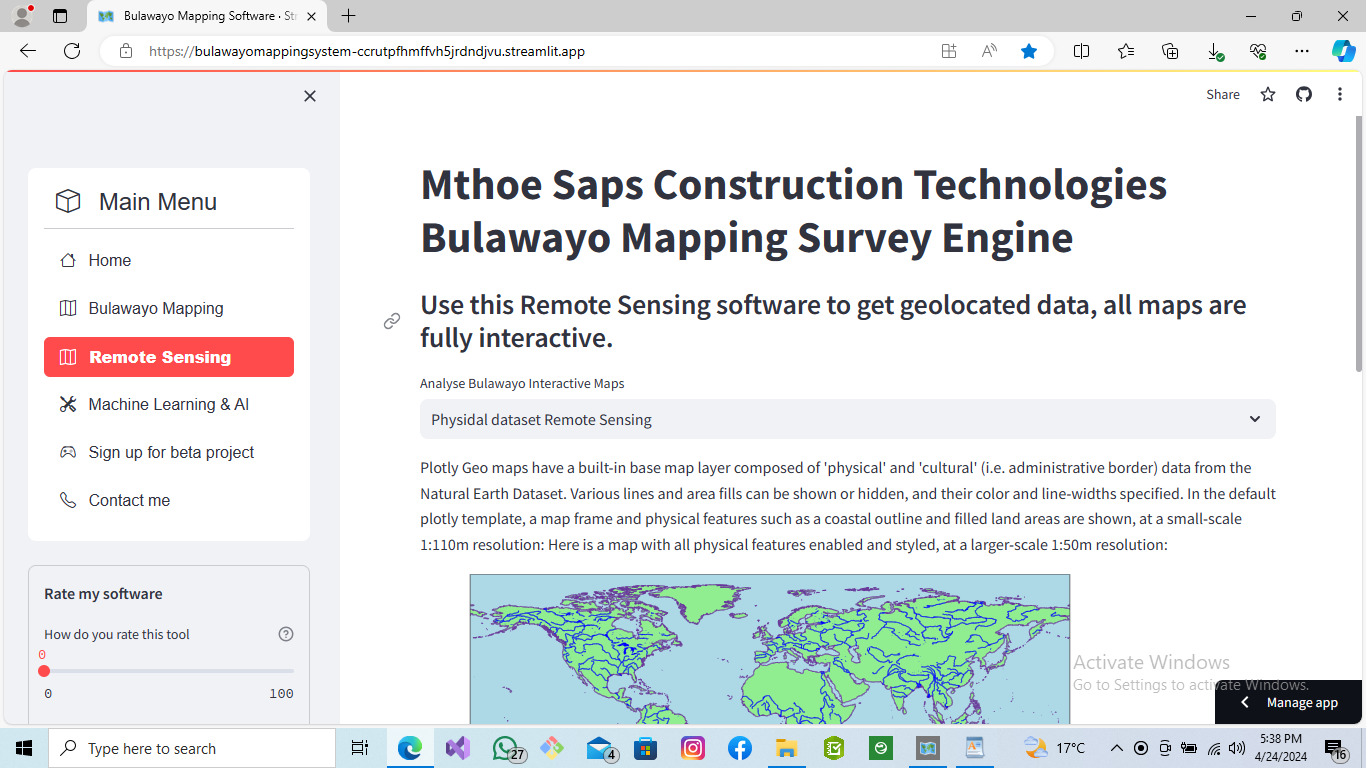 Bulawayo Mapping Software · Str
https://bulawayomappingsystem-ccrutpfhmffvh5jrdndjvu.streamlit.app
Share
Main Menu
Home
Bulawayo Mapping
Remote Sensing
Machine Learning & AI
Sign up for beta project
Contact me
Rate my software
How do you rate this tool
0
0
100
Mthoe Saps Construction Technologies
Bulawayo Mapping Survey Engine
Use this Remote Sensing software to get geolocated data, all maps are
fully interactive.
Analyse Bulawayo Interactive Maps
Physidal dataset Remote Sensing
Plotly Geo maps have a built-in base map layer composed of 'physical' and 'cultural' (i.e. administrative border) data from the
Natural Earth Dataset. Various lines and area fills can be shown or hidden, and their color and line-widths specified. In the default
plotly template, a map frame and physical features such as a coastal outline and filled land areas are shown, at a small-scale
1:110m resolution: Here is a map with all physical features enabled and styled, at a larger-scale 1:50m resolution:
Activate Windows
Go to Settings to activate Windows.
Manage app
Type here to search
27
4
17°C
5:38 PM
4/24/2024
16